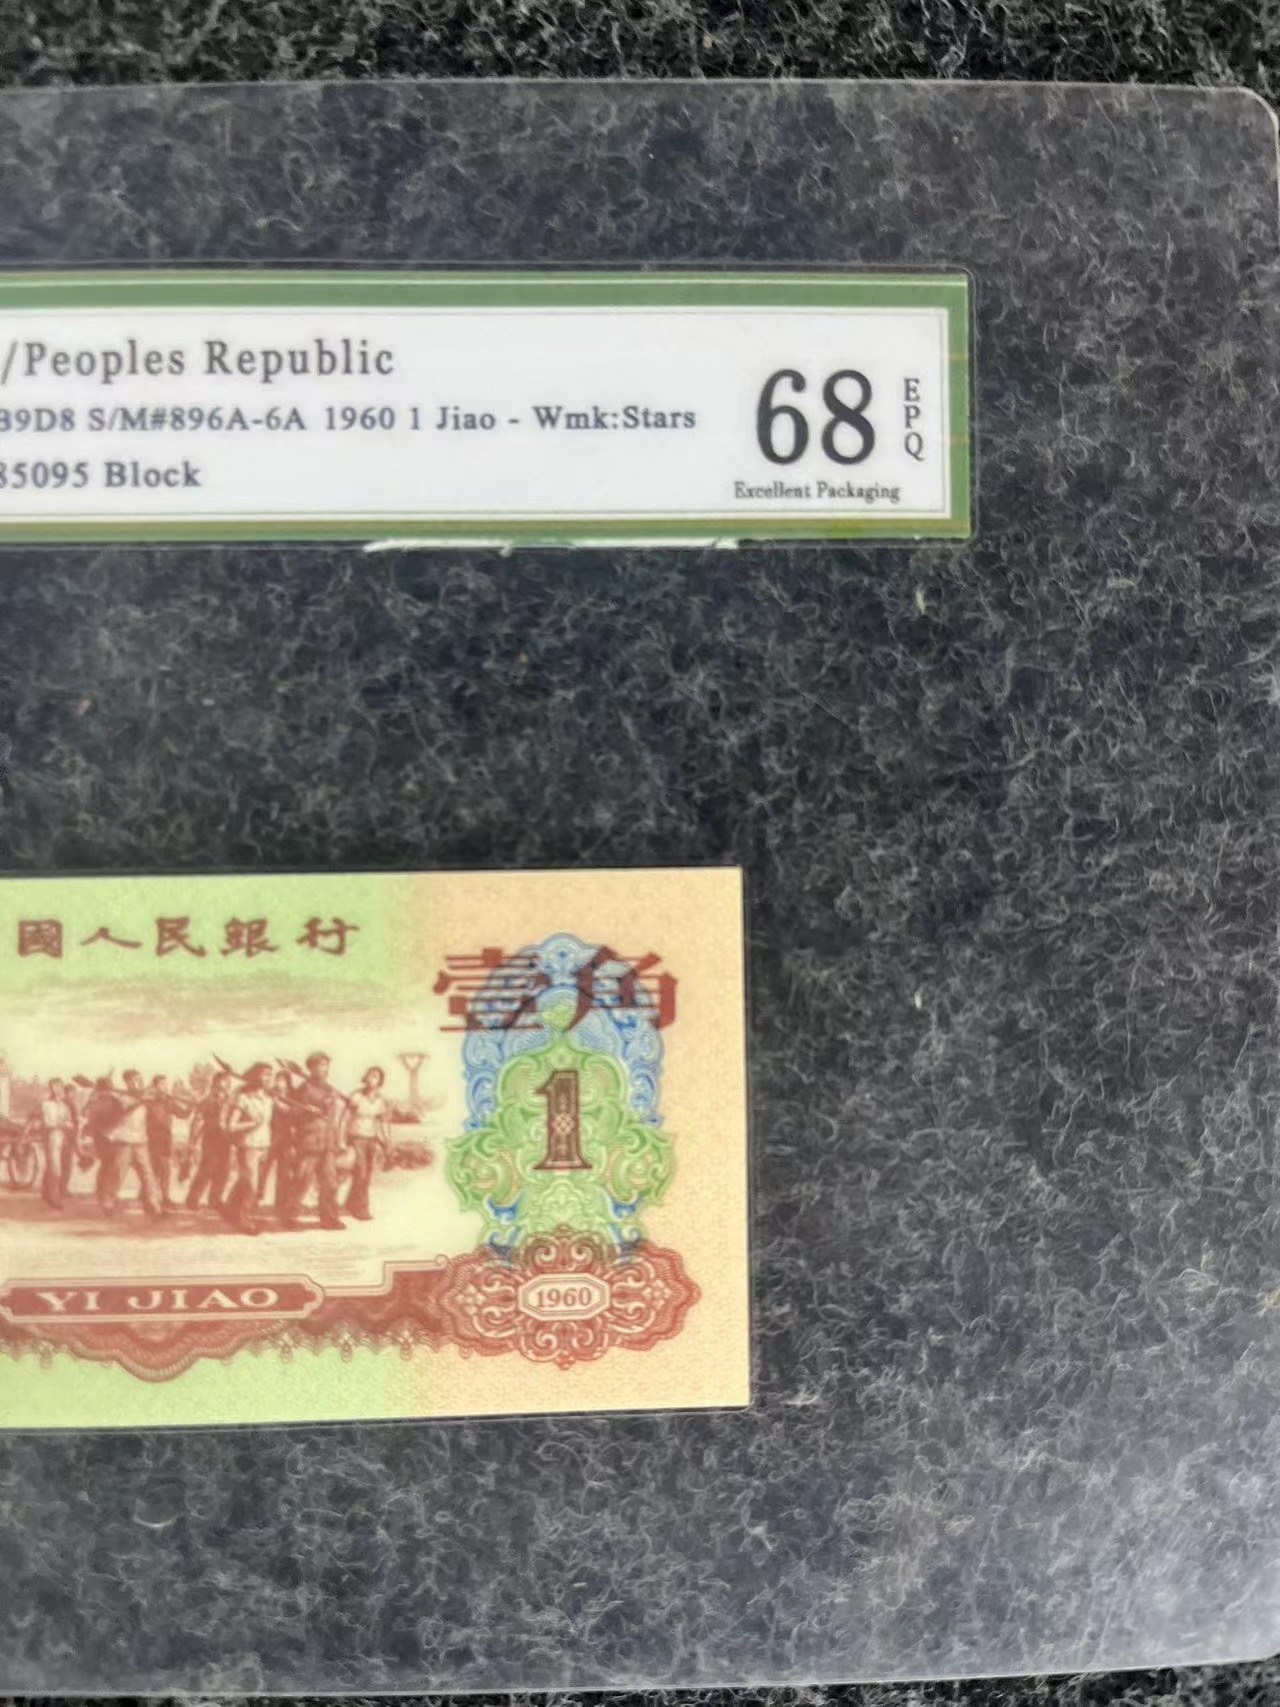 /Peoples Republic
39D8 S/M#896A-6A 1960 1 Jiao - Wmk:Stars
35095 Block
68
EPQ
Excellent Packaging
國人民銀行
壹角
1
YI JIAO
1960